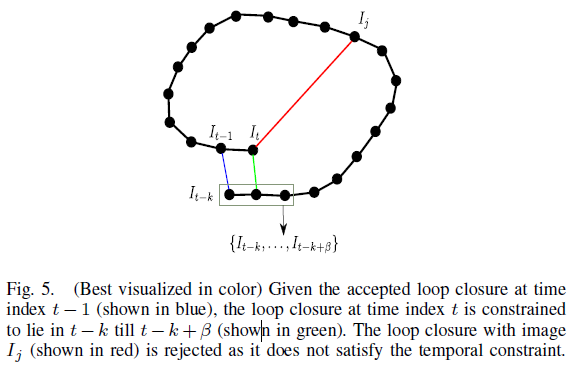 I_j
I_{t−1} I_t
I_{t−k}
{I_{t−k}, . . . , I_{t−k+β}}
Fig. 5. (Best visualized in color) Given the accepted loop closure at time
index t − 1 (shown in blue), the loop closure at time index t is constrained
to lie in t − k till t − k + β (shown in green). The loop closure with image
I_j (shown in red) is rejected as it does not satisfy the temporal constraint.